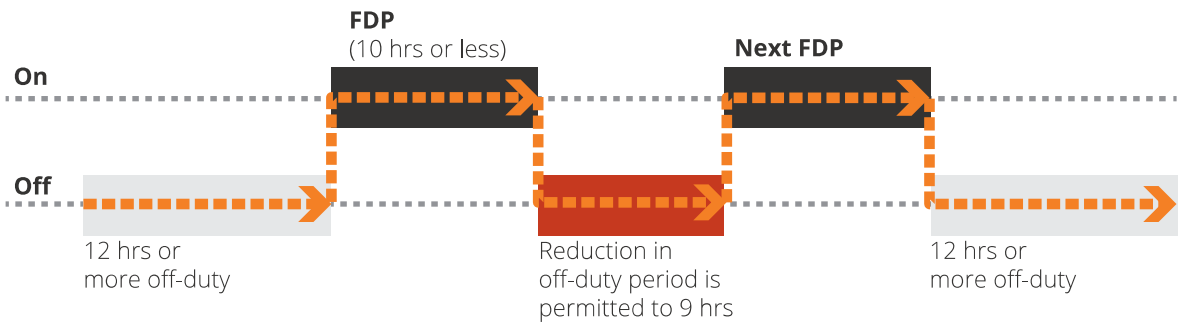 FDP
(10 hrs or less)
Next FDP
On
Off
12 hrs or
more off-duty
Reduction in
off-duty period is
permitted to 9 hrs
12 hrs or
more off-duty